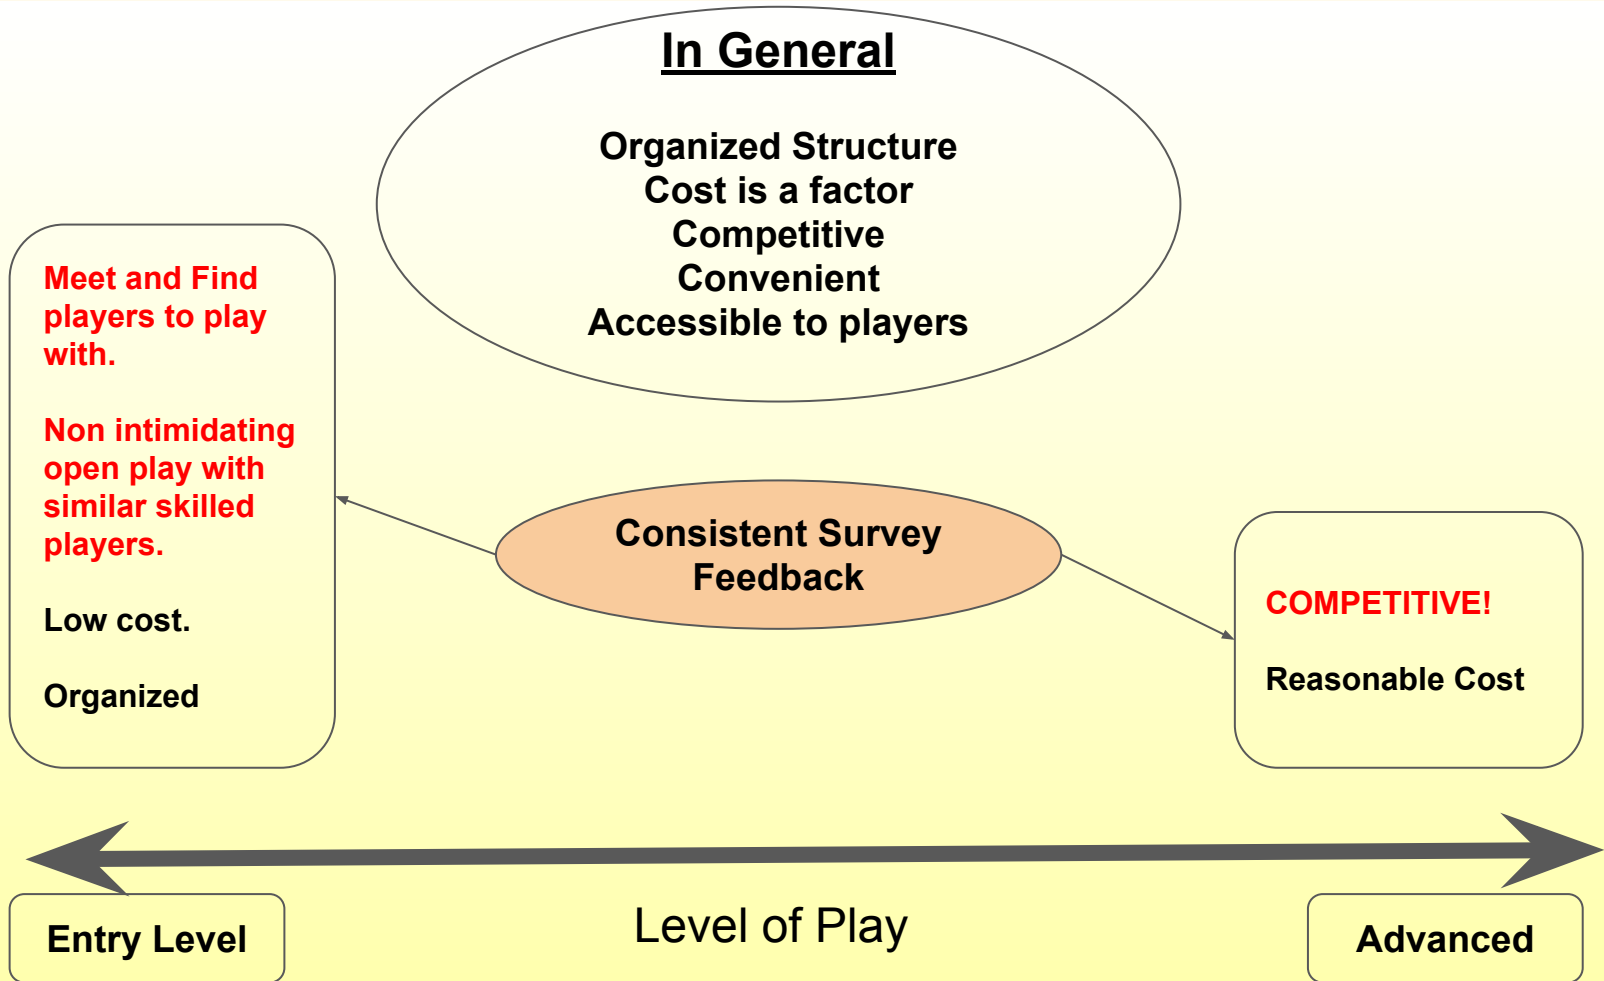 In General
Organized Structure
Cost is a factor
Competitive
Convenient
Accessible to players
Meet and Find
players to play
with.
Non intimidating
open play with
similar skilled
players.
Low cost.
Organized
Consistent Survey
Feedback
COMPETITIVE!
Reasonable Cost
Entry Level
Level of Play
Advanced